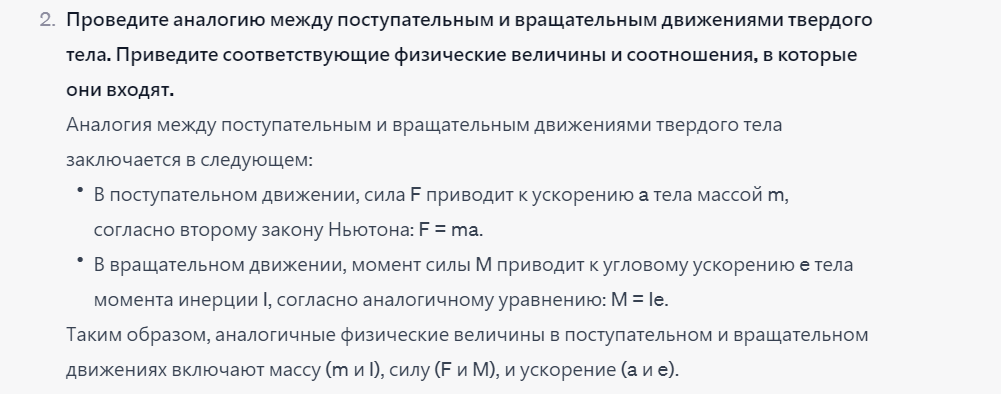 2. Проведите аналогию между поступательным и вращательным движениями твердого
тела. Приведите соответствующие физические величины и соотношения, в которые
они входят.
Аналогия между поступательным и вращательным движениями твердого тела
заключается в следующем:
• В поступательном движении, сила F приводит к ускорению a тела массой m,
согласно второму закону Ньютона: F = ma.
• В вращательном движении, момент силы M приводит к угловому ускорению e тела
момента инерции I, согласно аналогичному уравнению: M = Ie.
Таким образом, аналогичные физические величины в поступательном и вращательном
движениях включают массу (m и I), силу (F и M), и ускорение (a и e).